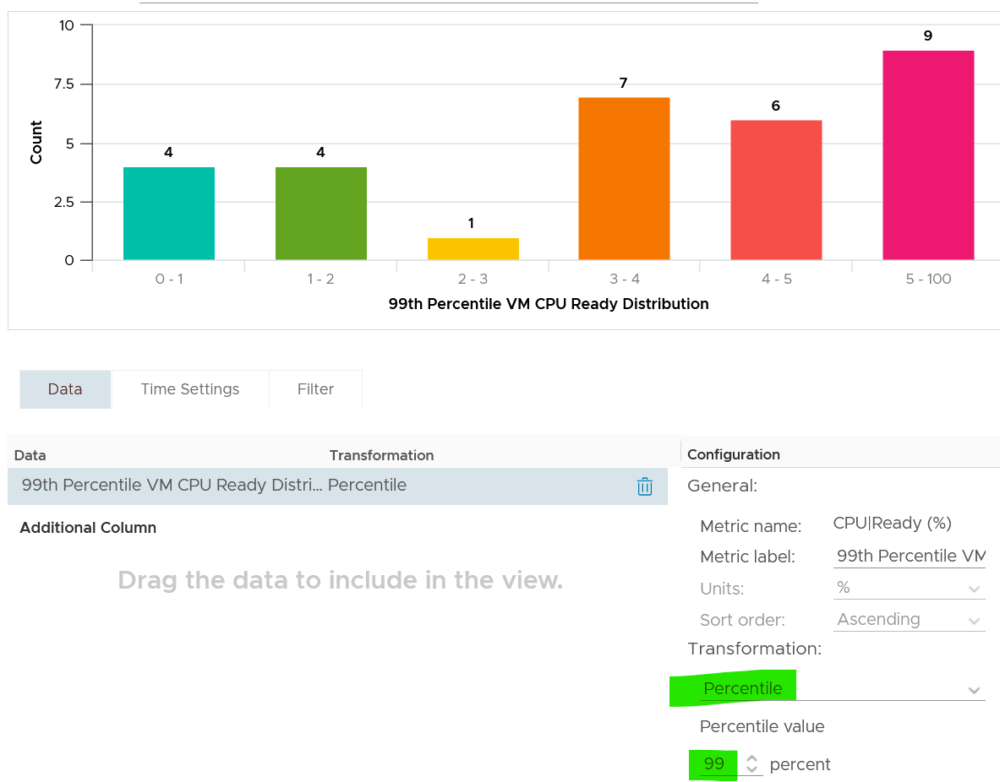 10
9
7.5
7
6
Count
5
4
4
2.5
1
0
0 - 1
1 - 2
2 - 3
3 - 4
4 - 5
5 - 100
99th Percentile VM CPU Ready Distribution
Data
Time Settings
Filter
Data
Transformation
99th Percentile VM CPU Ready Distri... Percentile
Additional Column
Drag the data to include in the view.
Configuration
General:
Metric name: CPU|Ready (%)
Metric label: 99th Percentile VM
Units: %
Sort order: Ascending
Transformation:
Percentile
Percentile value
99 percent